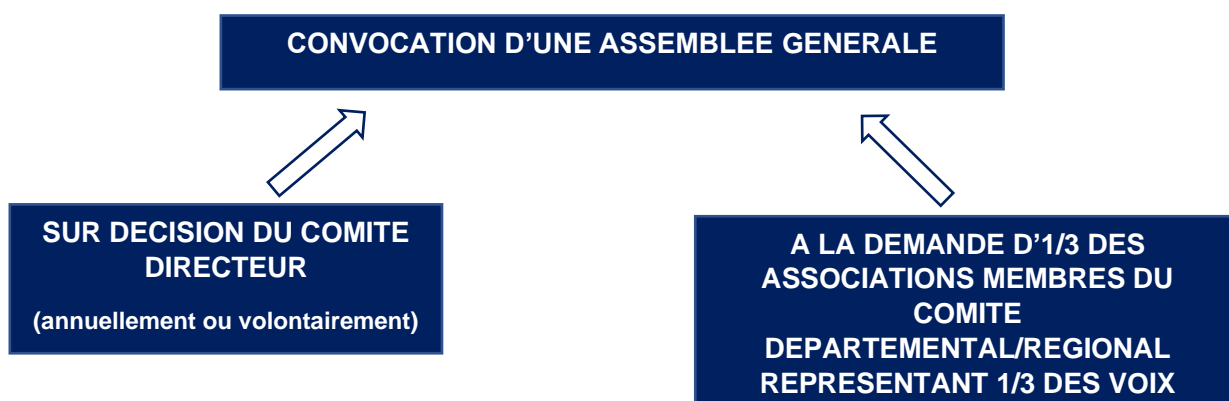 CONVOCATION D’UNE ASSEMBLEE GENERALE
SUR DECISION DU COMITE
DIRECTEUR
(annuellement ou volontairement)
A LA DEMANDE D’1/3 DES
ASSOCIATIONS MEMBRES DU
COMITE
DEPARTEMENTAL/REGIONAL
REPRESENTANT 1/3 DES VOIX